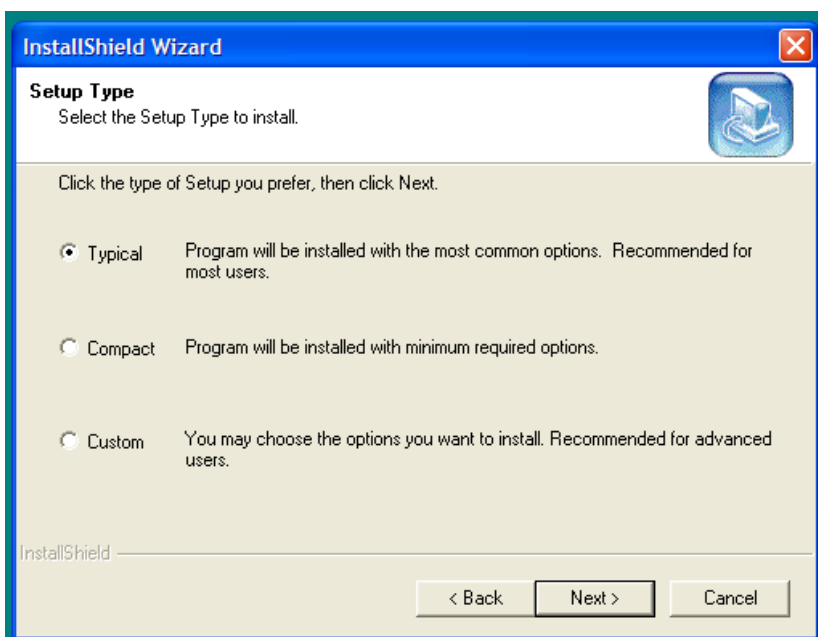 InstallShield Wizard
Setup Type
Select the Setup Type to install.
Click the type of Setup you prefer, then click Next.
Typical Program will be installed with the most common options.  Recommended for
most users.
Compact Program will be installed with minimum required options.
Custom You may choose the options you want to install. Recommended for advanced
users.
InstallShield
< Back Next > Cancel